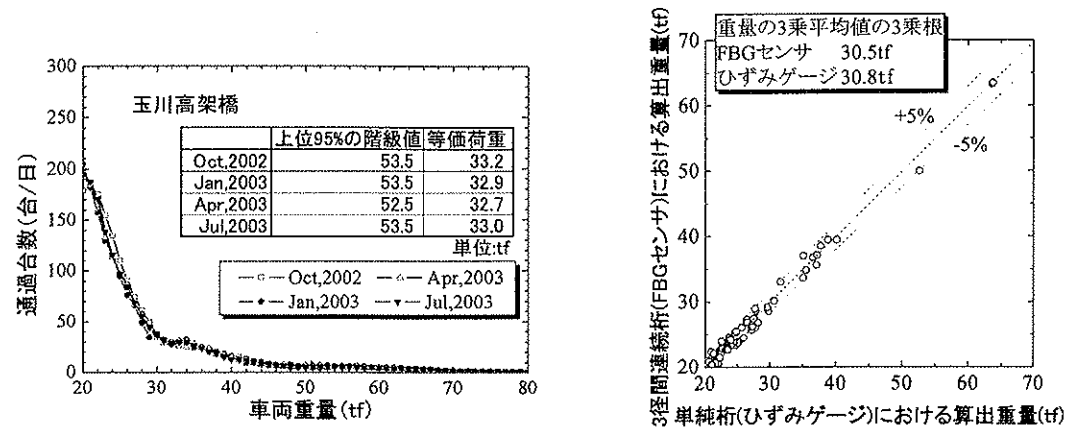 300
250
200
150
100
50
0
通過台数(台/日)
玉川高架橋
上位95%の階級値 等価荷重
Oct,2002 53.5 33.2
Jan,2003 53.5 32.9
Apr,2003 52.5 32.7
Jul,2003 53.5 33.0
単位:tf
Oct,2002 Apr,2003
Jan,2003 Jul,2003
20 30 40 50 60 70 80
車両重量(tf)
3径間連続桁(FBGセンサ)における算出重量(tf)
70
60
50
40
30
20
重量の3乗平均値の3乗根
FBGセンサ 30.5tf
ひずみゲージ 30.8tf
+5%
-5%
20 30 40 50 60 70
単純桁(ひずみゲージ)における算出重量(tf)